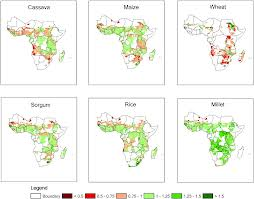 Cassava
Maize
Wheat
Sorgum
Rice
Millet
Legend
Boundary
< 0.5
0.5 - 0.75
0.75 - 1
1 - 1.25
1.25 - 1.5
> 1.5